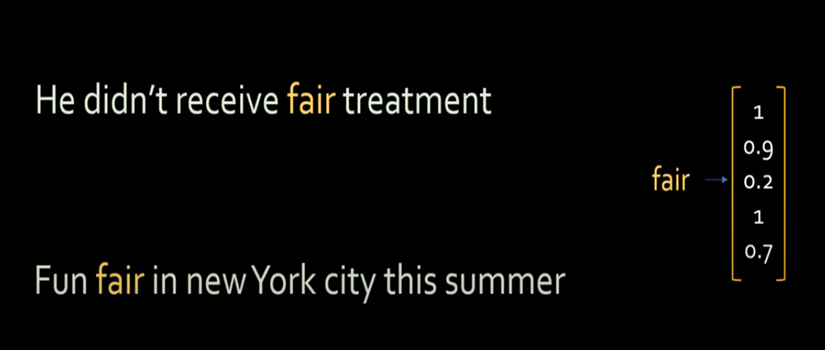 He didn't receive fair treatment
fair → 
1
0.9
0.2
1
0.7
Fun fair in new York city this summer